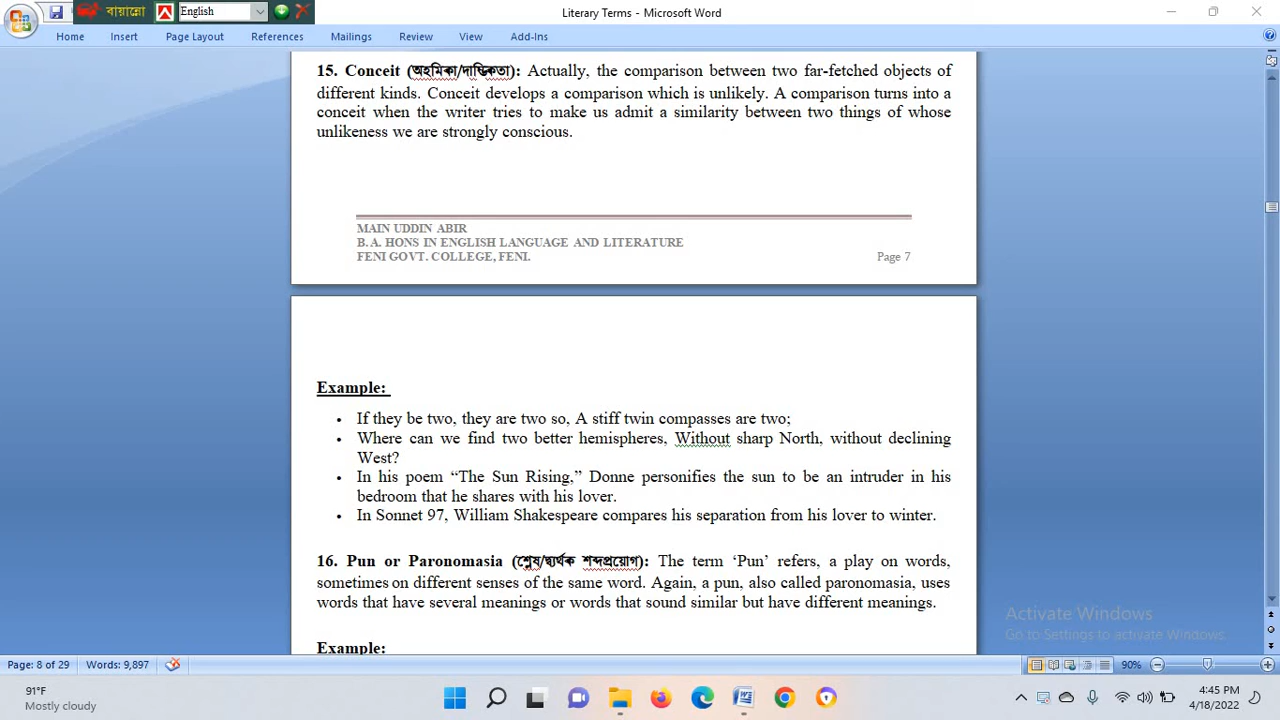 Literary Terms - Microsoft Word
বায়ান্নো
English
Home Insert Page Layout References Mailings Review View Add-Ins
15. Conceit (অহমিকা/দাম্ভিকতা): Actually, the comparison between two far-fetched objects of
different kinds. Conceit develops a comparison which is unlikely. A comparison turns into a
conceit when the writer tries to make us admit a similarity between two things of whose
unlikeness we are strongly conscious.
MAIN UDDIN ABIR
B. A. HONS IN ENGLISH LANGUAGE AND LITERATURE
FENI GOVT. COLLEGE, FENI.
Page 7
Example:
• If they be two, they are two so, A stiff twin compasses are two;
• Where can we find two better hemispheres, Without sharp North, without declining
West?
• In his poem “The Sun Rising,” Donne personifies the sun to be an intruder in his
bedroom that he shares with his lover.
• In Sonnet 97, William Shakespeare compares his separation from his lover to winter.
16. Pun or Paronomasia (শ্লেষ/দ্ব্যর্থক শব্দপ্রয়োগ): The term ‘Pun’ refers, a play on words,
sometimes on different senses of the same word. Again, a pun, also called paronomasia, uses
words that have several meanings or words that sound similar but have different meanings.
Example:
Activate Windows
Go to Settings to activate Windows.
Page: 8 of 29 Words: 9,897
90%
91°F
Mostly cloudy
4:45 PM
4/18/2022